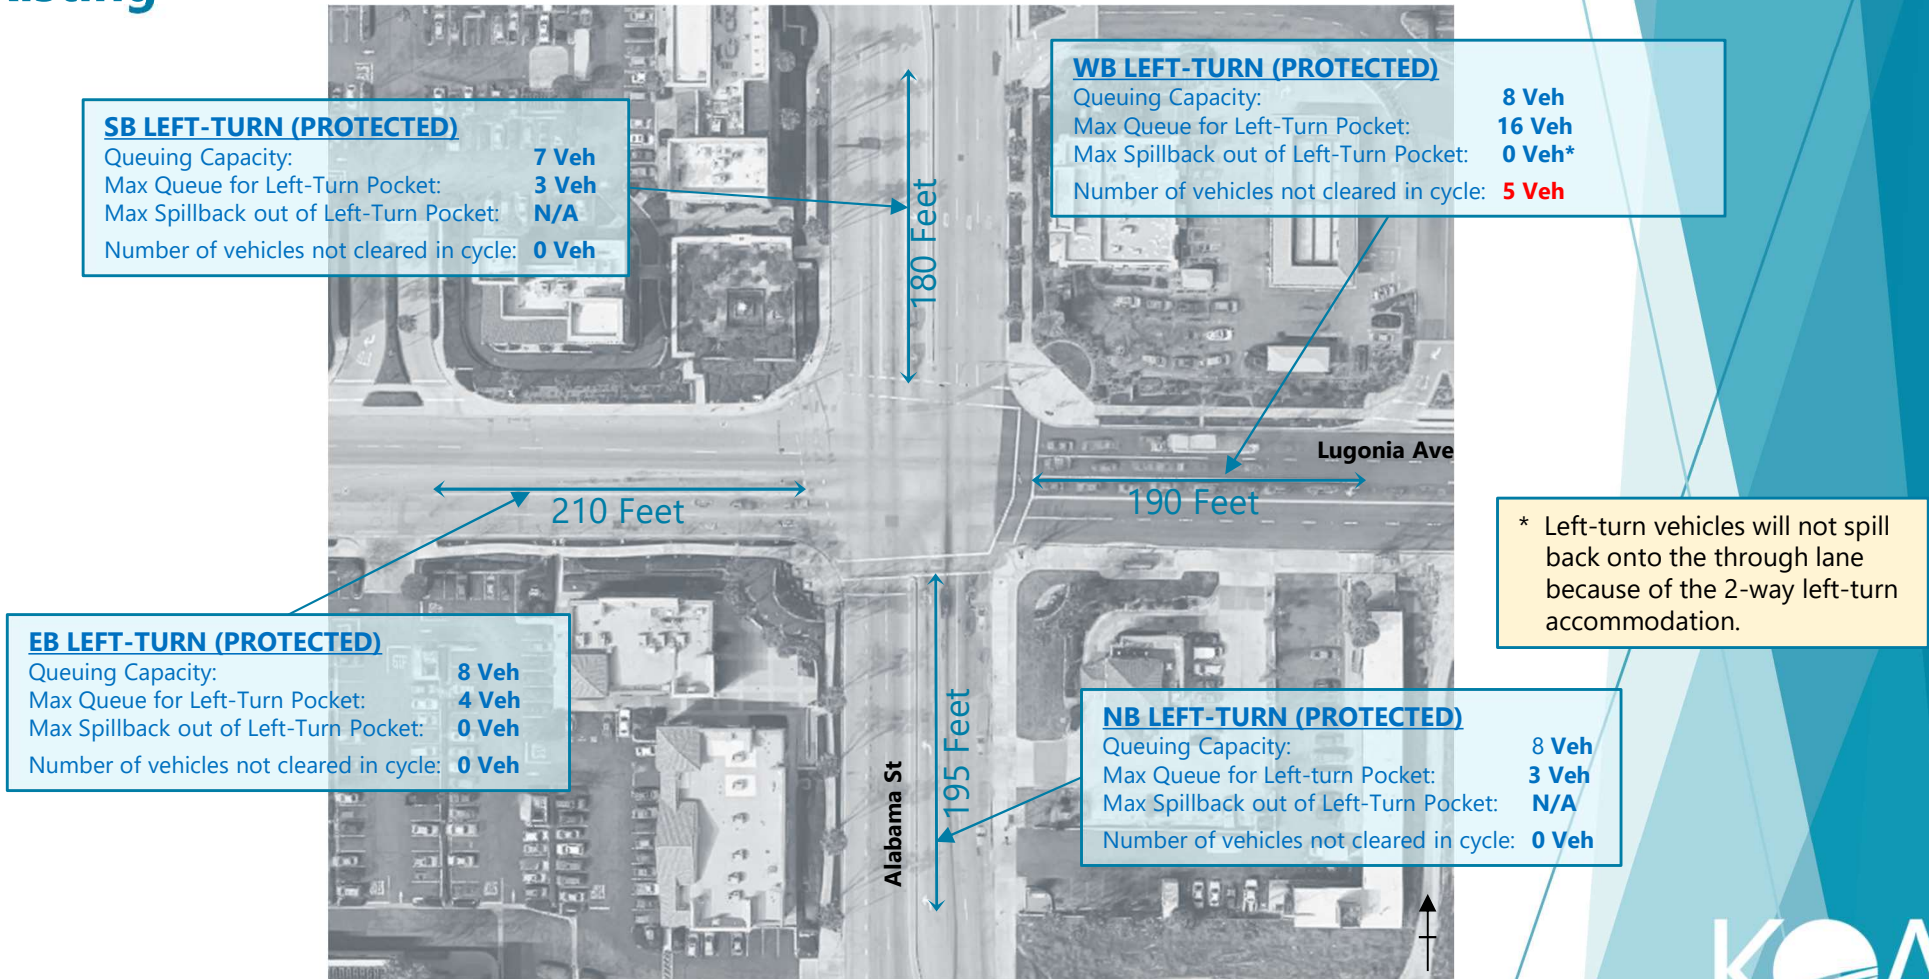 SB LEFT-TURN (PROTECTED)
Queuing Capacity: 7 Veh
Max Queue for Left-Turn Pocket: 3 Veh
Max Spillback out of Left-Turn Pocket: N/A
Number of vehicles not cleared in cycle: 0 Veh
WB LEFT-TURN (PROTECTED)
Queuing Capacity: 8 Veh
Max Queue for Left-Turn Pocket: 16 Veh
Max Spillback out of Left-Turn Pocket: 0 Veh*
Number of vehicles not cleared in cycle: 5 Veh
180 Feet
Lugonia Ave
190 Feet
210 Feet
* Left-turn vehicles will not spill
back onto the through lane
because of the 2-way left-turn
accommodation.
EB LEFT-TURN (PROTECTED)
Queuing Capacity: 8 Veh
Max Queue for Left-Turn Pocket: 4 Veh
Max Spillback out of Left-Turn Pocket: 0 Veh
Number of vehicles not cleared in cycle: 0 Veh
Alabama St
195 Feet
NB LEFT-TURN (PROTECTED)
Queuing Capacity: 8 Veh
Max Queue for Left-turn Pocket: 3 Veh
Max Spillback out of Left-Turn Pocket: N/A
Number of vehicles not cleared in cycle: 0 Veh